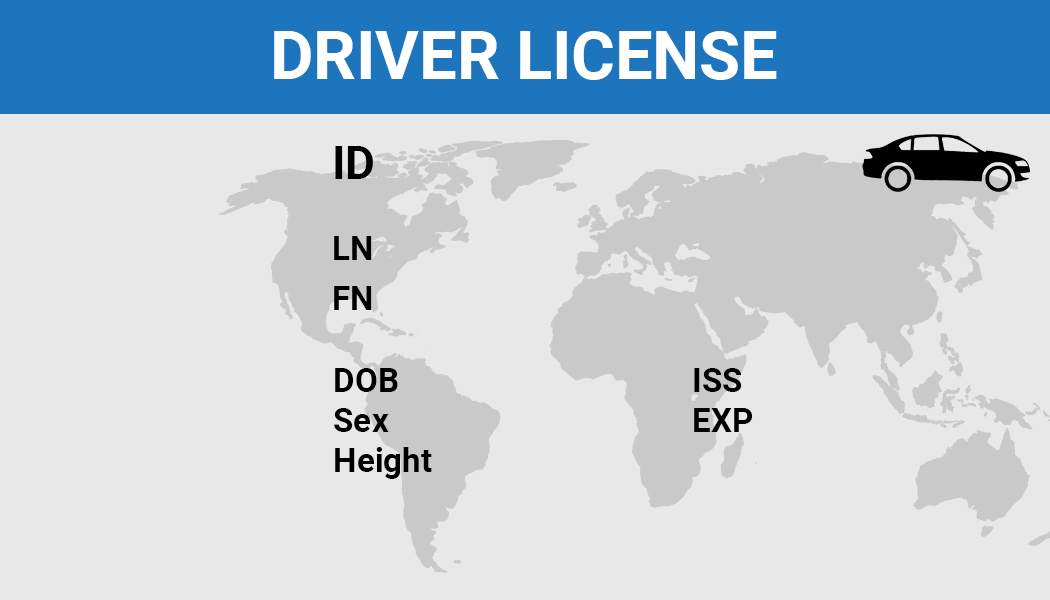 DRIVER LICENSE
ID
LN
FN
DOB
Sex
Height
ISS
EXP